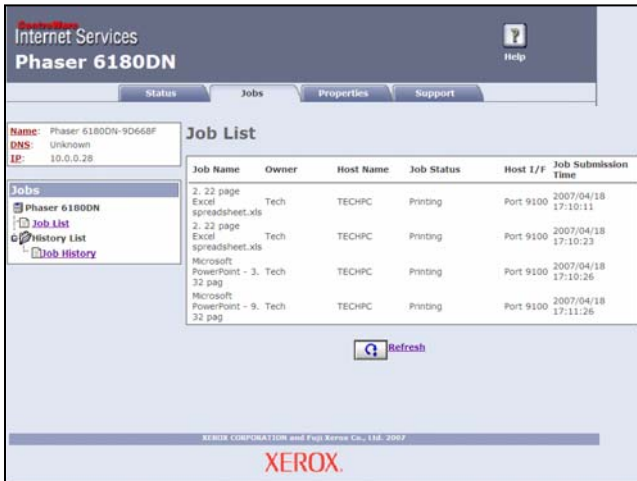 CentreWare
Internet Services
Phaser 6180DN
Help
Status Jobs Properties Support
Name: Phaser 6180DN-9D668F
DNS: Unknown
IP: 10.0.0.28
Jobs
Phaser 6180DN
Job List
History List
Job History
Job List
Job Name Owner Host Name Job Status Host I/F Job Submission Time
2. 22 page
Excel
spreadsheet.xls Tech TECHPC Printing Port 9100 2007/04/18
17:10:11
2. 22 page
Excel
spreadsheet.xls Tech TECHPC Printing Port 9100 2007/04/18
17:10:23
Microsoft
PowerPoint - 3. Tech TECHPC Printing Port 9100 2007/04/18
32 pag 17:10:26
Microsoft
PowerPoint - 9. Tech TECHPC Printing Port 9100 2007/04/18
32 pag 17:11:26
Refresh
XEROX CORPORATION and Fuji Xerox Co., Ltd. 2007
XEROX.